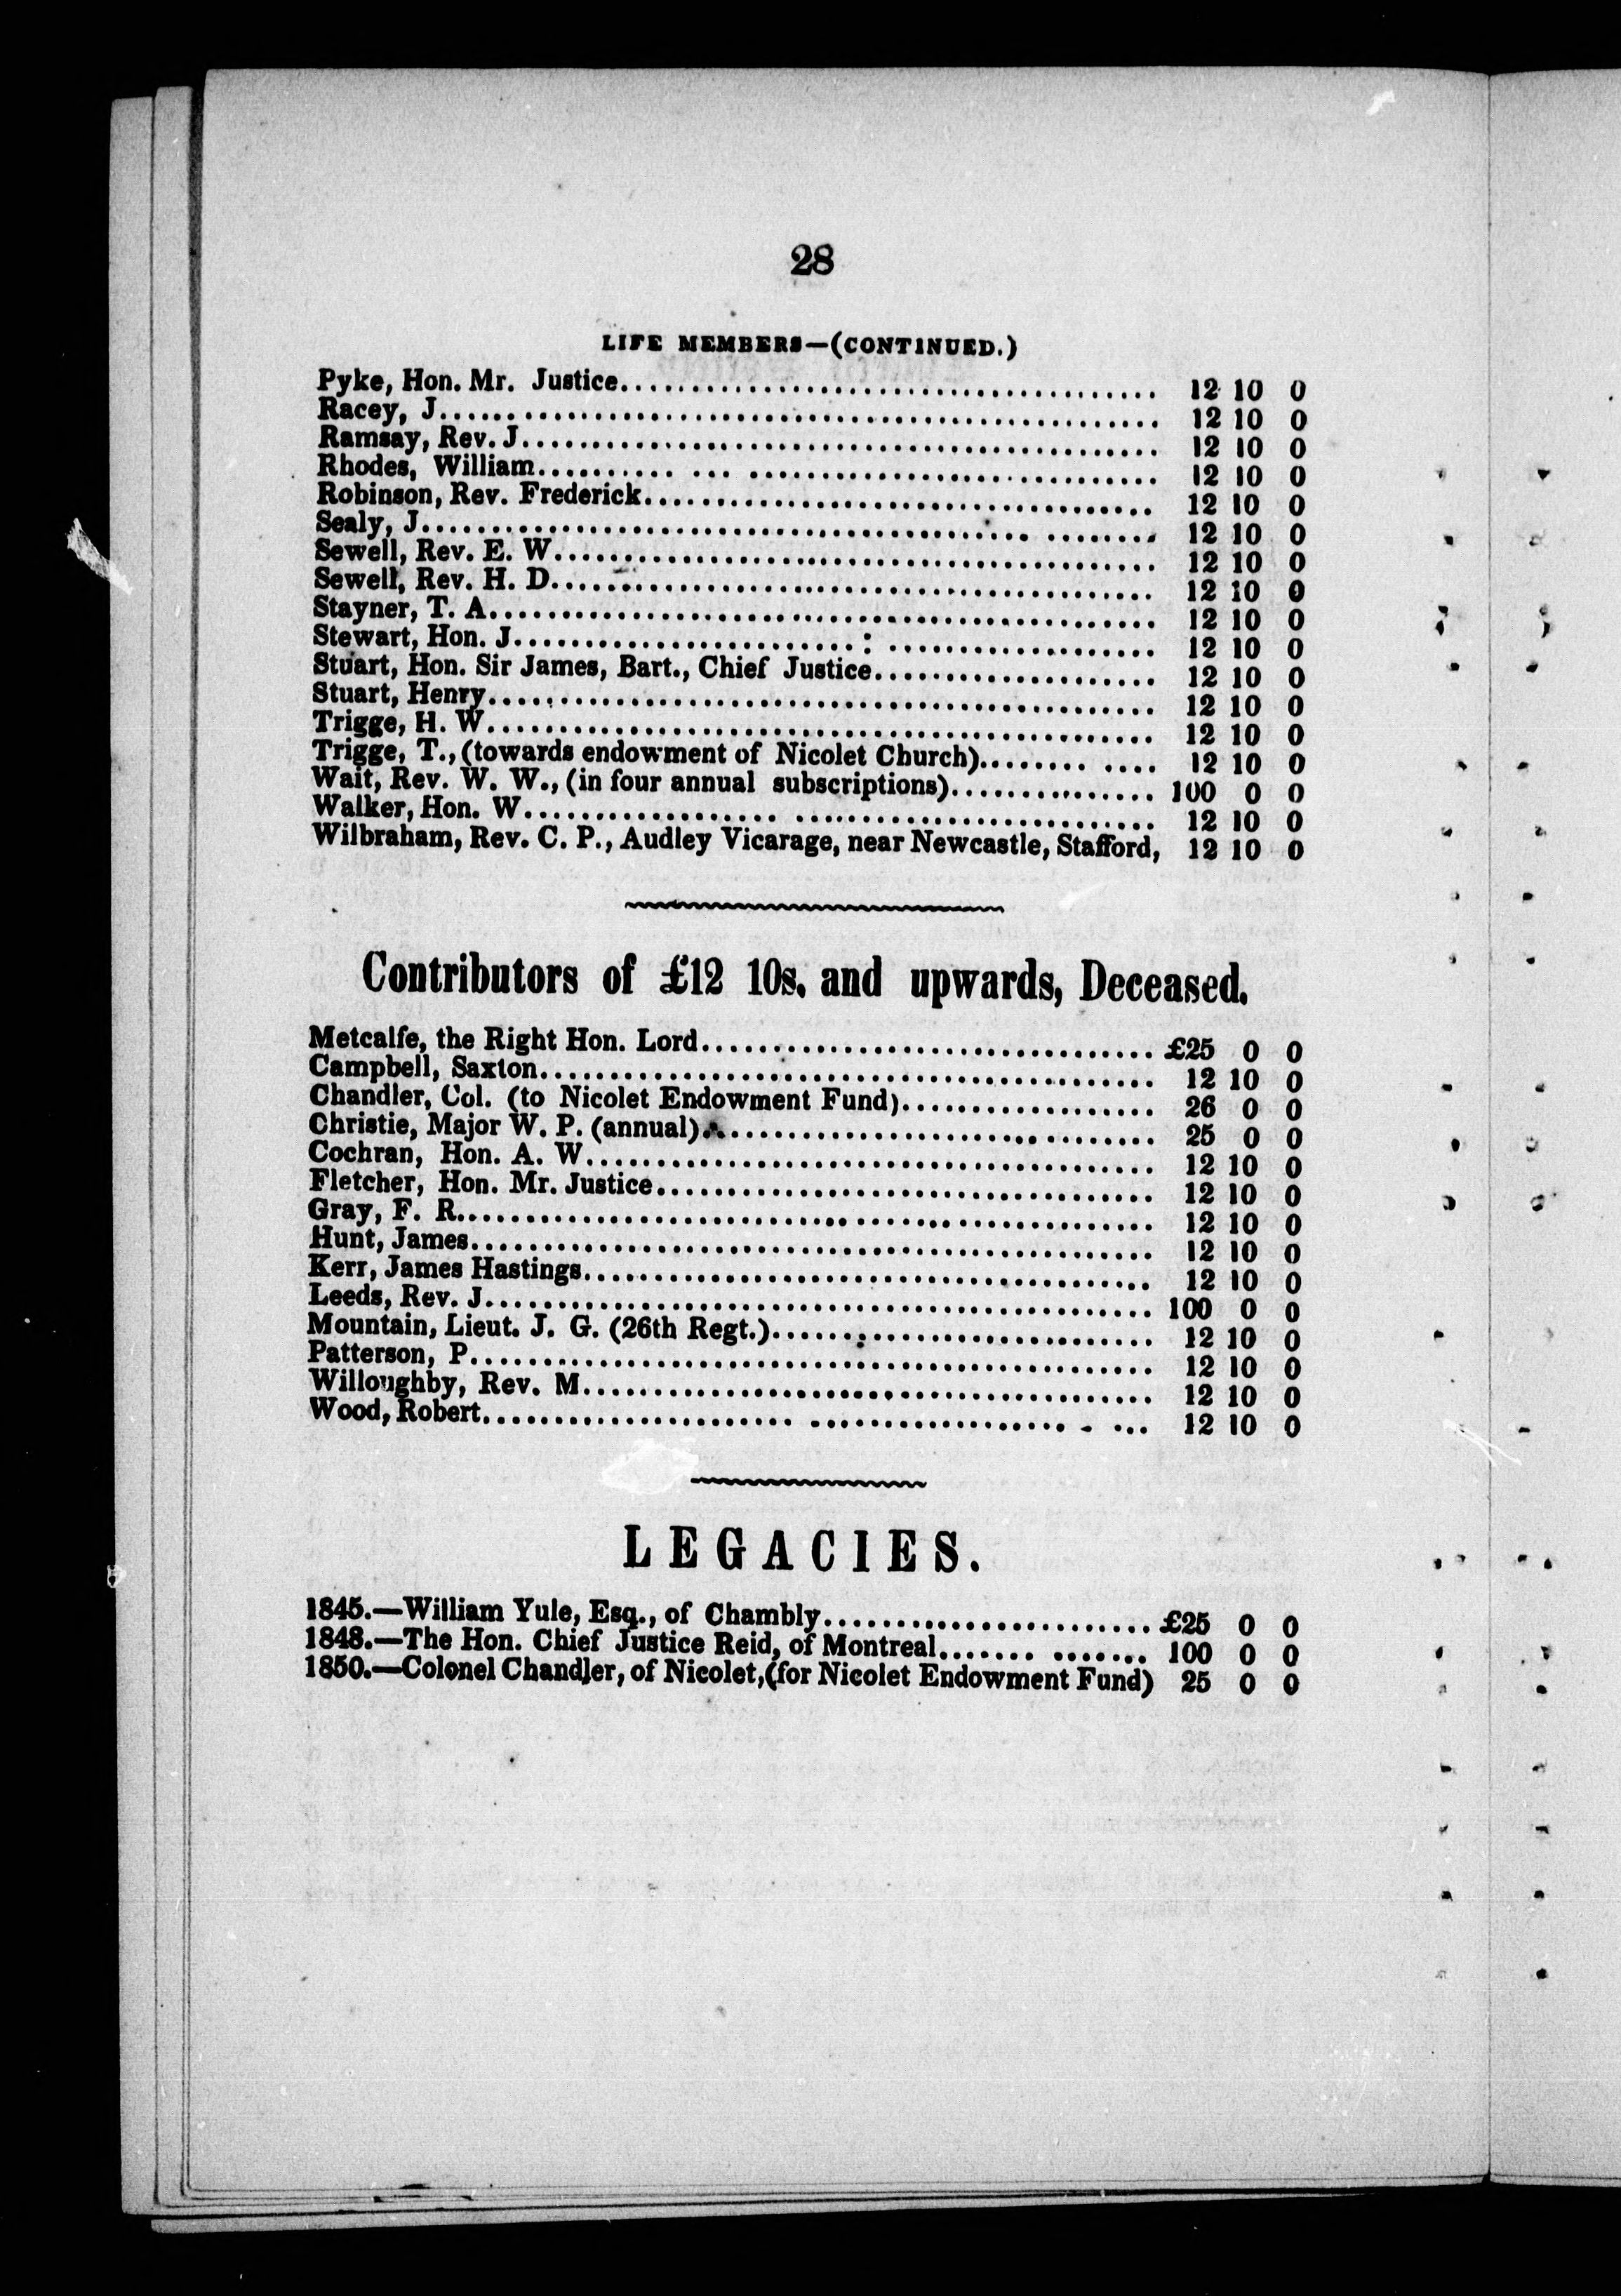 28
LIFE MEMBERS—(CONTINUED.)
Pyke, Hon. Mr. Justice........................................ 12 10 0
Racey, J........................................ 12 10 0
Ramsay, Rev. J........................................ 12 10 0
Rhodes, William........................................ 12 10 0
Robinson, Rev. Frederick........................................ 12 10 0
Sealy, J........................................ 12 10 0
Sewell, Rev. E. W........................................ 12 10 0
Sewell, Rev. H. D........................................ 12 10 0
Stayner, T. A........................................ 12 10 0
Stewart, Hon. J........................................ 12 10 0
Stuart, Hon. Sir James, Bart., Chief Justice.................... 12 10 0
Stuart, Henry........................................ 12 10 0
Trigge, H. W........................................ 12 10 0
Trigge, T., (towards endowment of Nicolet Church)............ 12 10 0
Wait, Rev. W. W., (in four annual subscriptions)............... 100 0 0
Walker, Hon. W........................................ 12 10 0
Wilbraham, Rev. C. P., Audley Vicarage, near Newcastle, Stafford, 12 10 0
Contributors of £12 10s. and upwards, Deceased.
Metcalfe, the Right Hon. Lord................................ £25 0 0
Campbell, Saxton........................................ 12 10 0
Chandler, Col. (to Nicolet Endowment Fund).................. 26 0 0
Christie, Major W. P. (annual)................................ 25 0 0
Cochran, Hon. A. W........................................ 12 10 0
Fletcher, Hon. Mr. Justice................................... 12 10 0
Gray, F. R........................................ 12 10 0
Hunt, James........................................ 12 10 0
Kerr, James Hastings........................................ 12 10 0
Leeds, Rev. J........................................ 100 0 0
Mountain, Lieut. J. G. (26th Regt.)........................... 12 10 0
Patterson, P........................................ 12 10 0
Willoughby, Rev. M........................................ 12 10 0
Wood, Robert........................................ 12 10 0
LEGACIES.
1845.—William Yule, Esq., of Chambly....................... £25 0 0
1848.—The Hon. Chief Justice Reid, of Montreal.............. 100 0 0
1850.—Colonel Chandler, of Nicolet, (for Nicolet Endowment Fund) 25 0 0